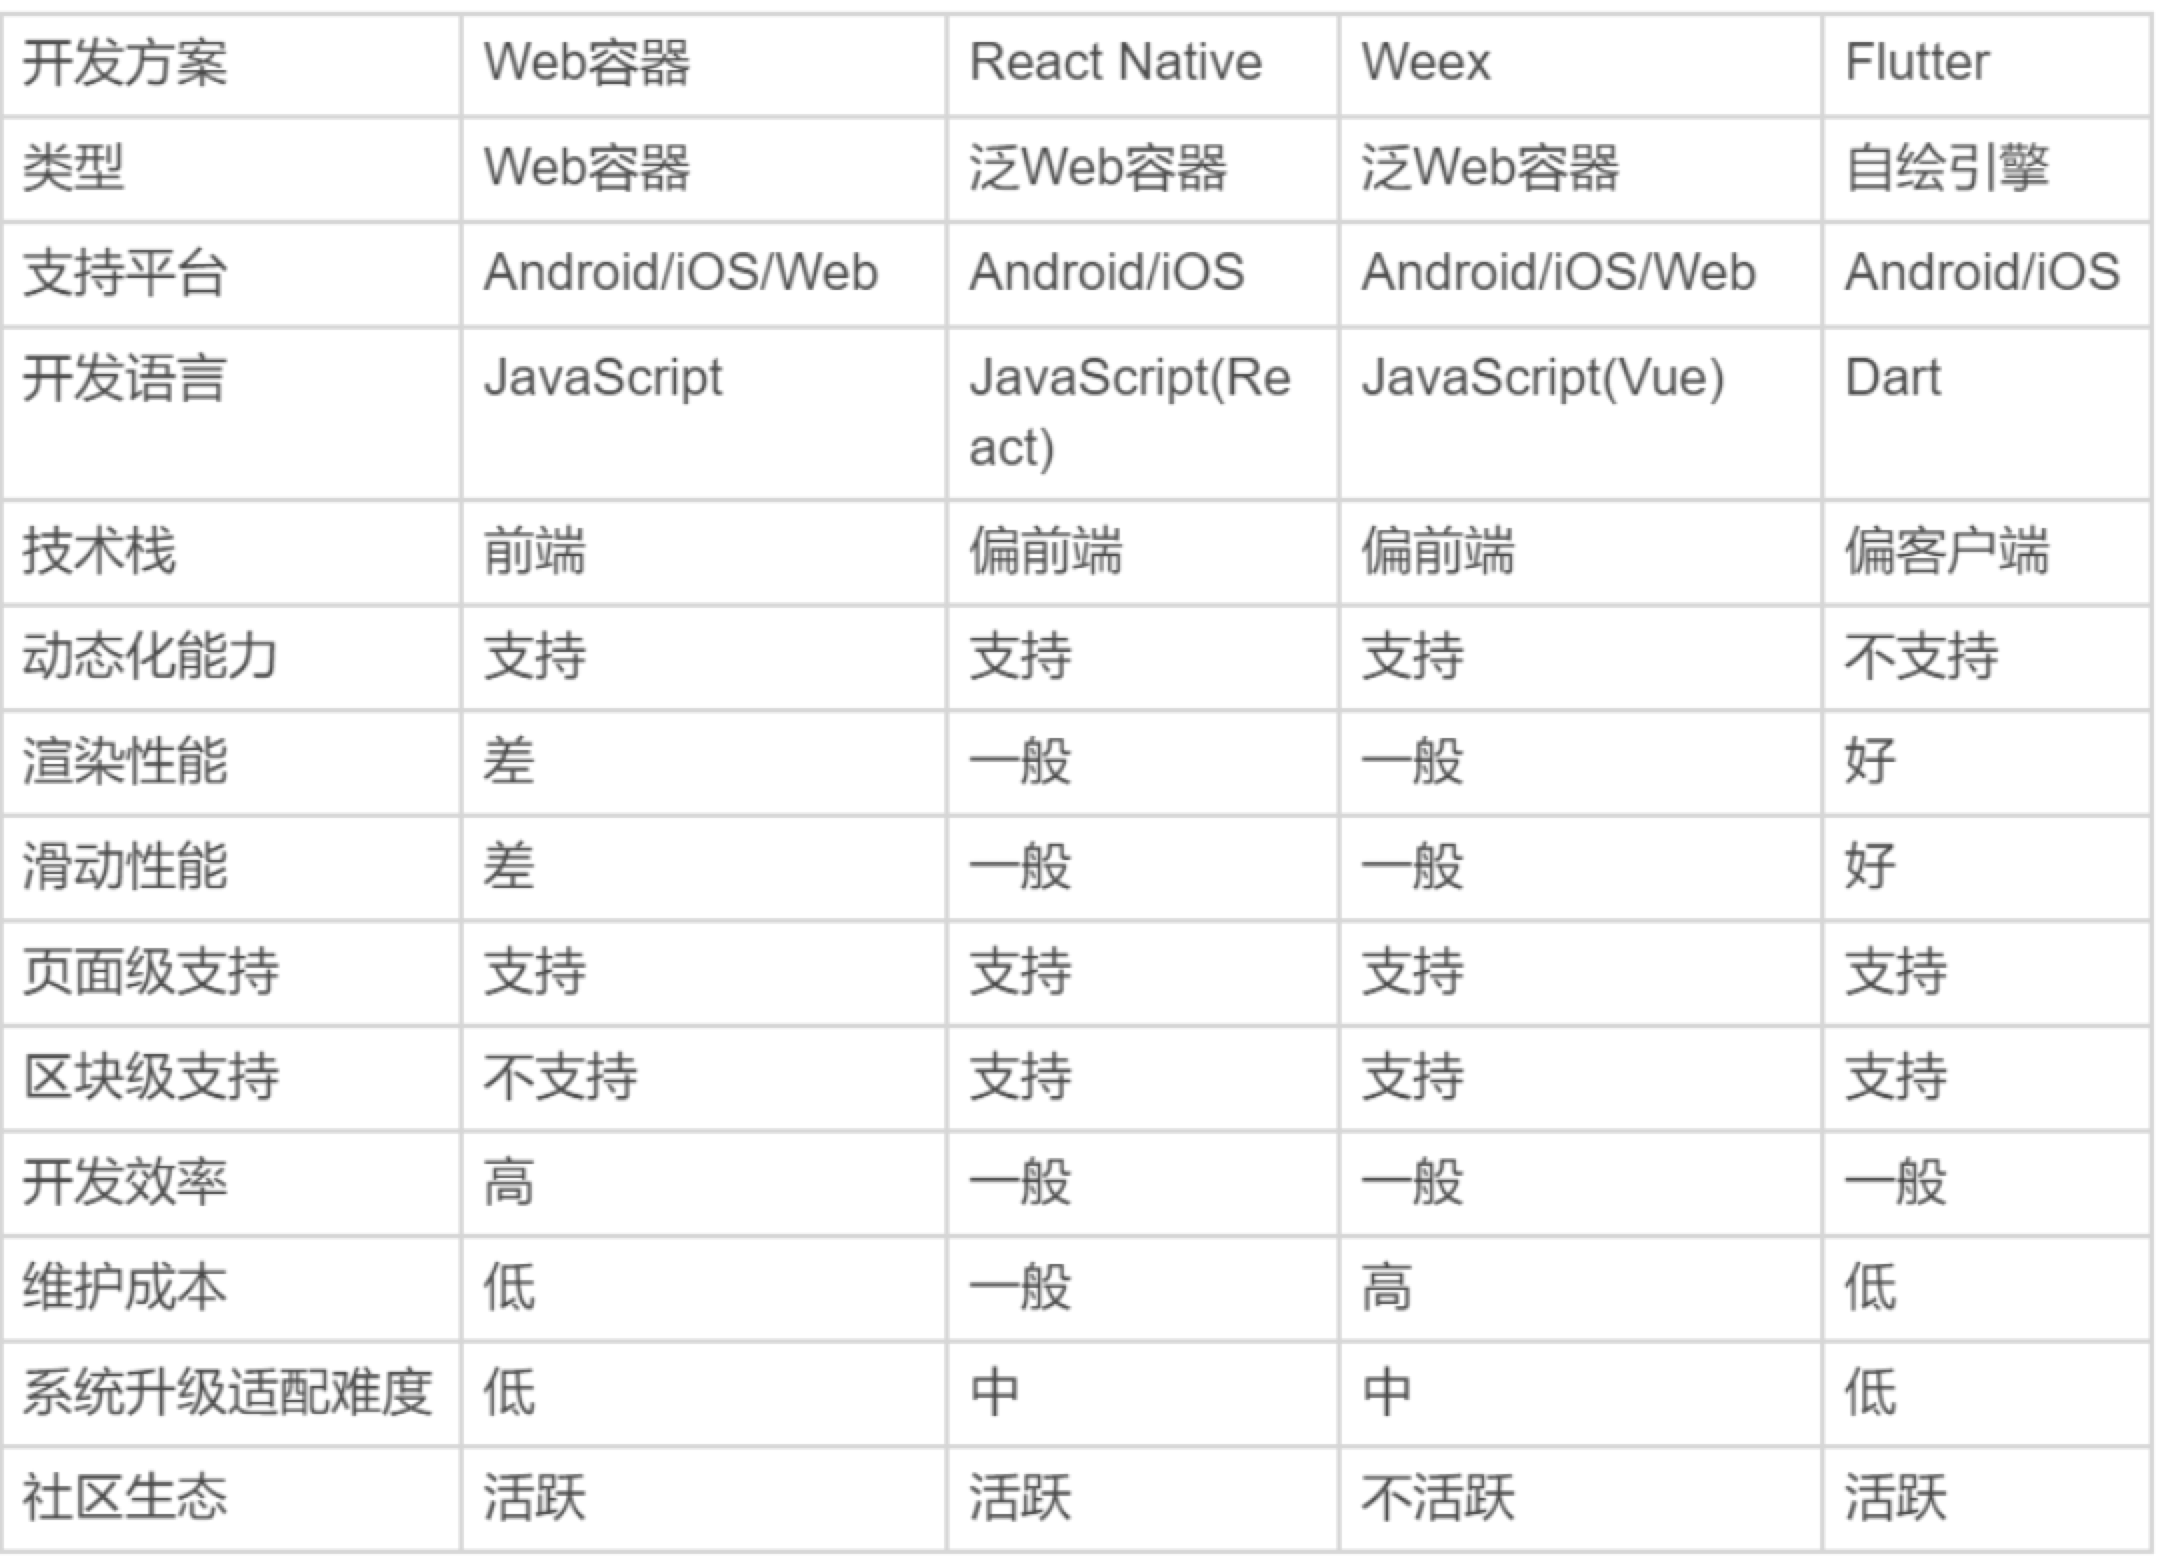 开发方案 Web容器 React Native Weex Flutter
类型 Web容器 泛Web容器 泛Web容器 自绘引擎
支持平台 Android/iOS/Web Android/iOS Android/iOS/Web Android/iOS
开发语言 JavaScript JavaScript(Re JavaScript(Vue) Dart
act)
技术栈 前端 偏前端 偏前端 偏客户端
动态化能力 支持 支持 支持 不支持
渲染性能 差 一般 一般 好
滑动性能 差 一般 一般 好
页面级支持 支持 支持 支持 支持
区块级支持 不支持 支持 支持 支持
开发效率 高 一般 一般 一般
维护成本 低 一般 高 低
系统升级适配难度 低 中 中 低
社区生态 活跃 活跃 不活跃 活跃